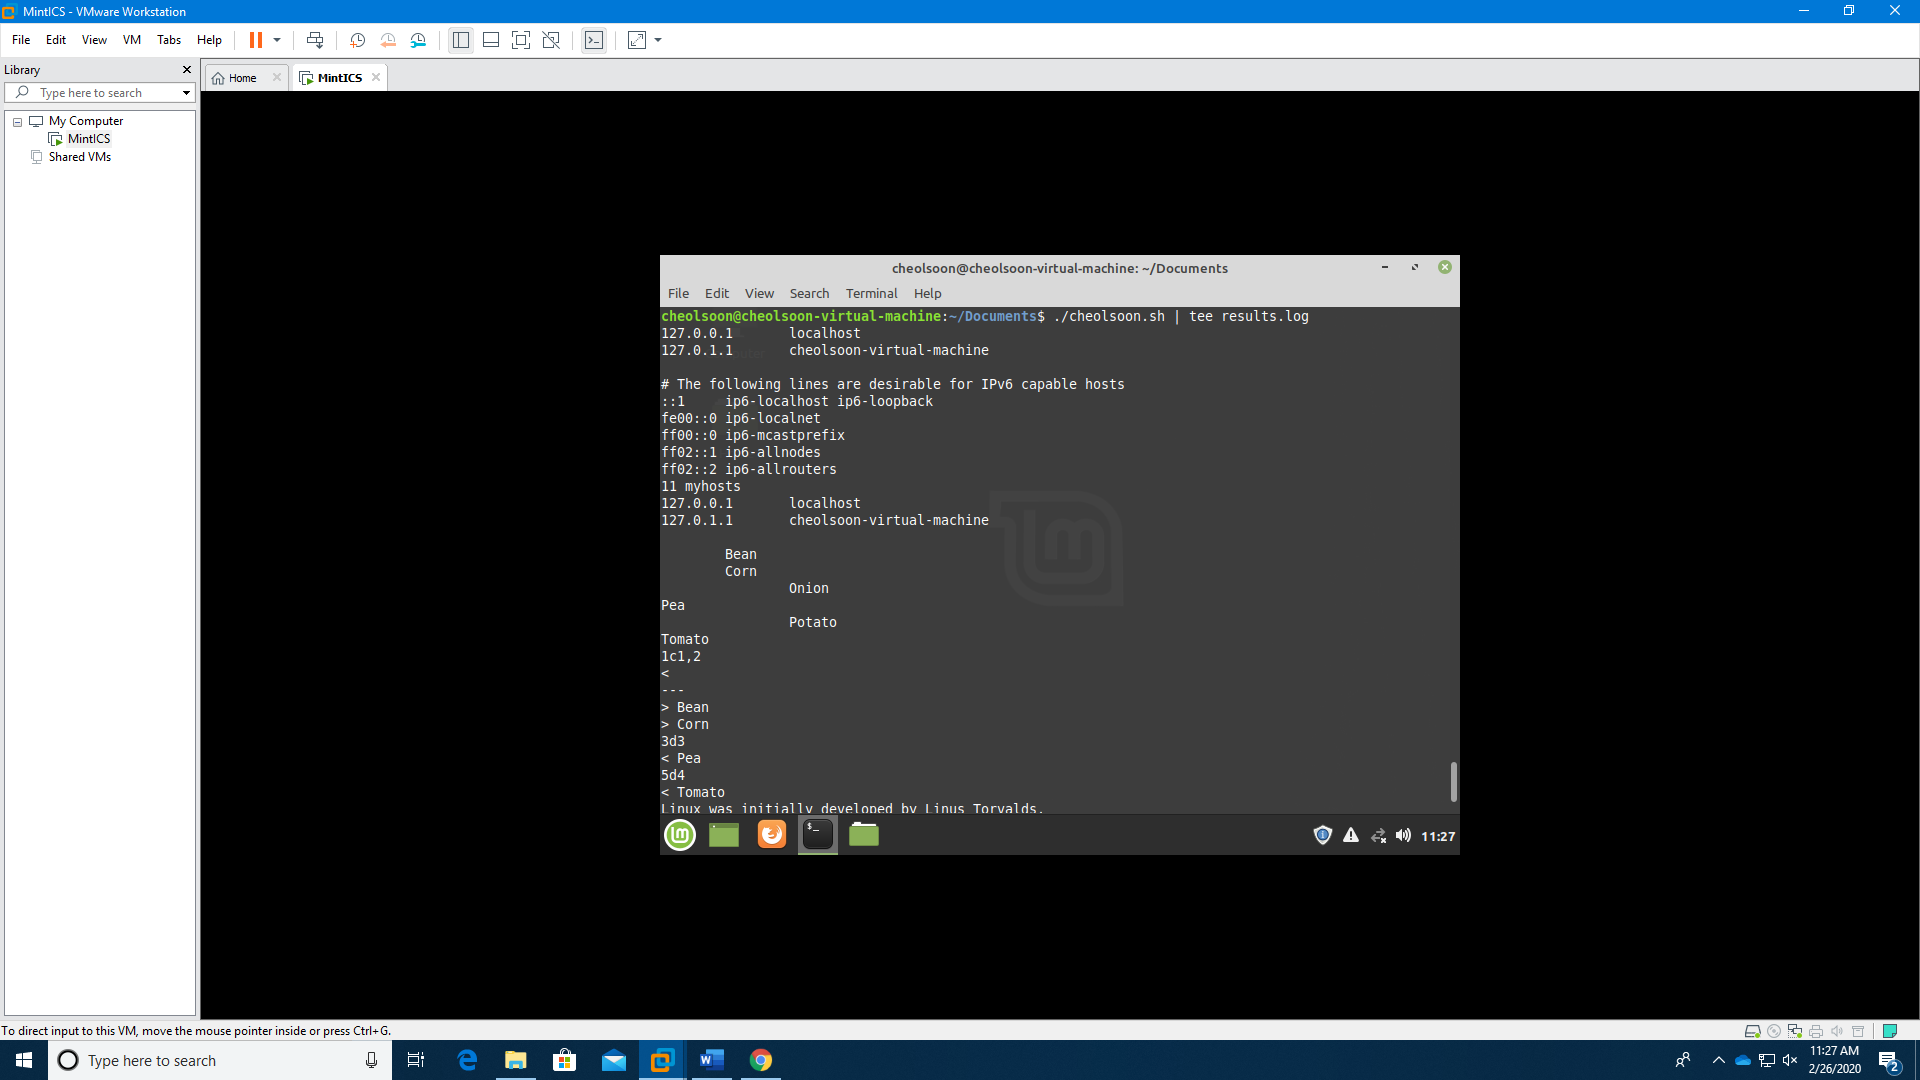 MintICS - VMware Workstation
File Edit View VM Tabs Help
Library
Type here to search
My Computer
MintICS
Shared VMs
Home
MintICS
cheolsoon@cheolsoon-virtual-machine: ~/Documents
File Edit View Search Terminal Help
cheolsoon@cheolsoon-virtual-machine:~/Documents$ ./cheolsoon.sh | tee results.log
127.0.0.1 localhost
127.0.1.1 cheolsoon-virtual-machine
# The following lines are desirable for IPv6 capable hosts
::1 ip6-localhost ip6-loopback
fe00::0 ip6-localnet
ff00::0 ip6-mcastprefix
ff02::1 ip6-allnodes
ff02::2 ip6-allrouters
11 myhosts
127.0.0.1 localhost
127.0.1.1 cheolsoon-virtual-machine
Bean
Corn
Onion
Pea
Potato
Tomato
1c1,2
<
---
> Bean
> Corn
3d3
< Pea
5d4
< Tomato
Linux was initially developed by Linus Torvalds.
11:27
To direct input to this VM, move the mouse pointer inside or press Ctrl+G.
Type here to search
11:27 AM
2/26/2020
2